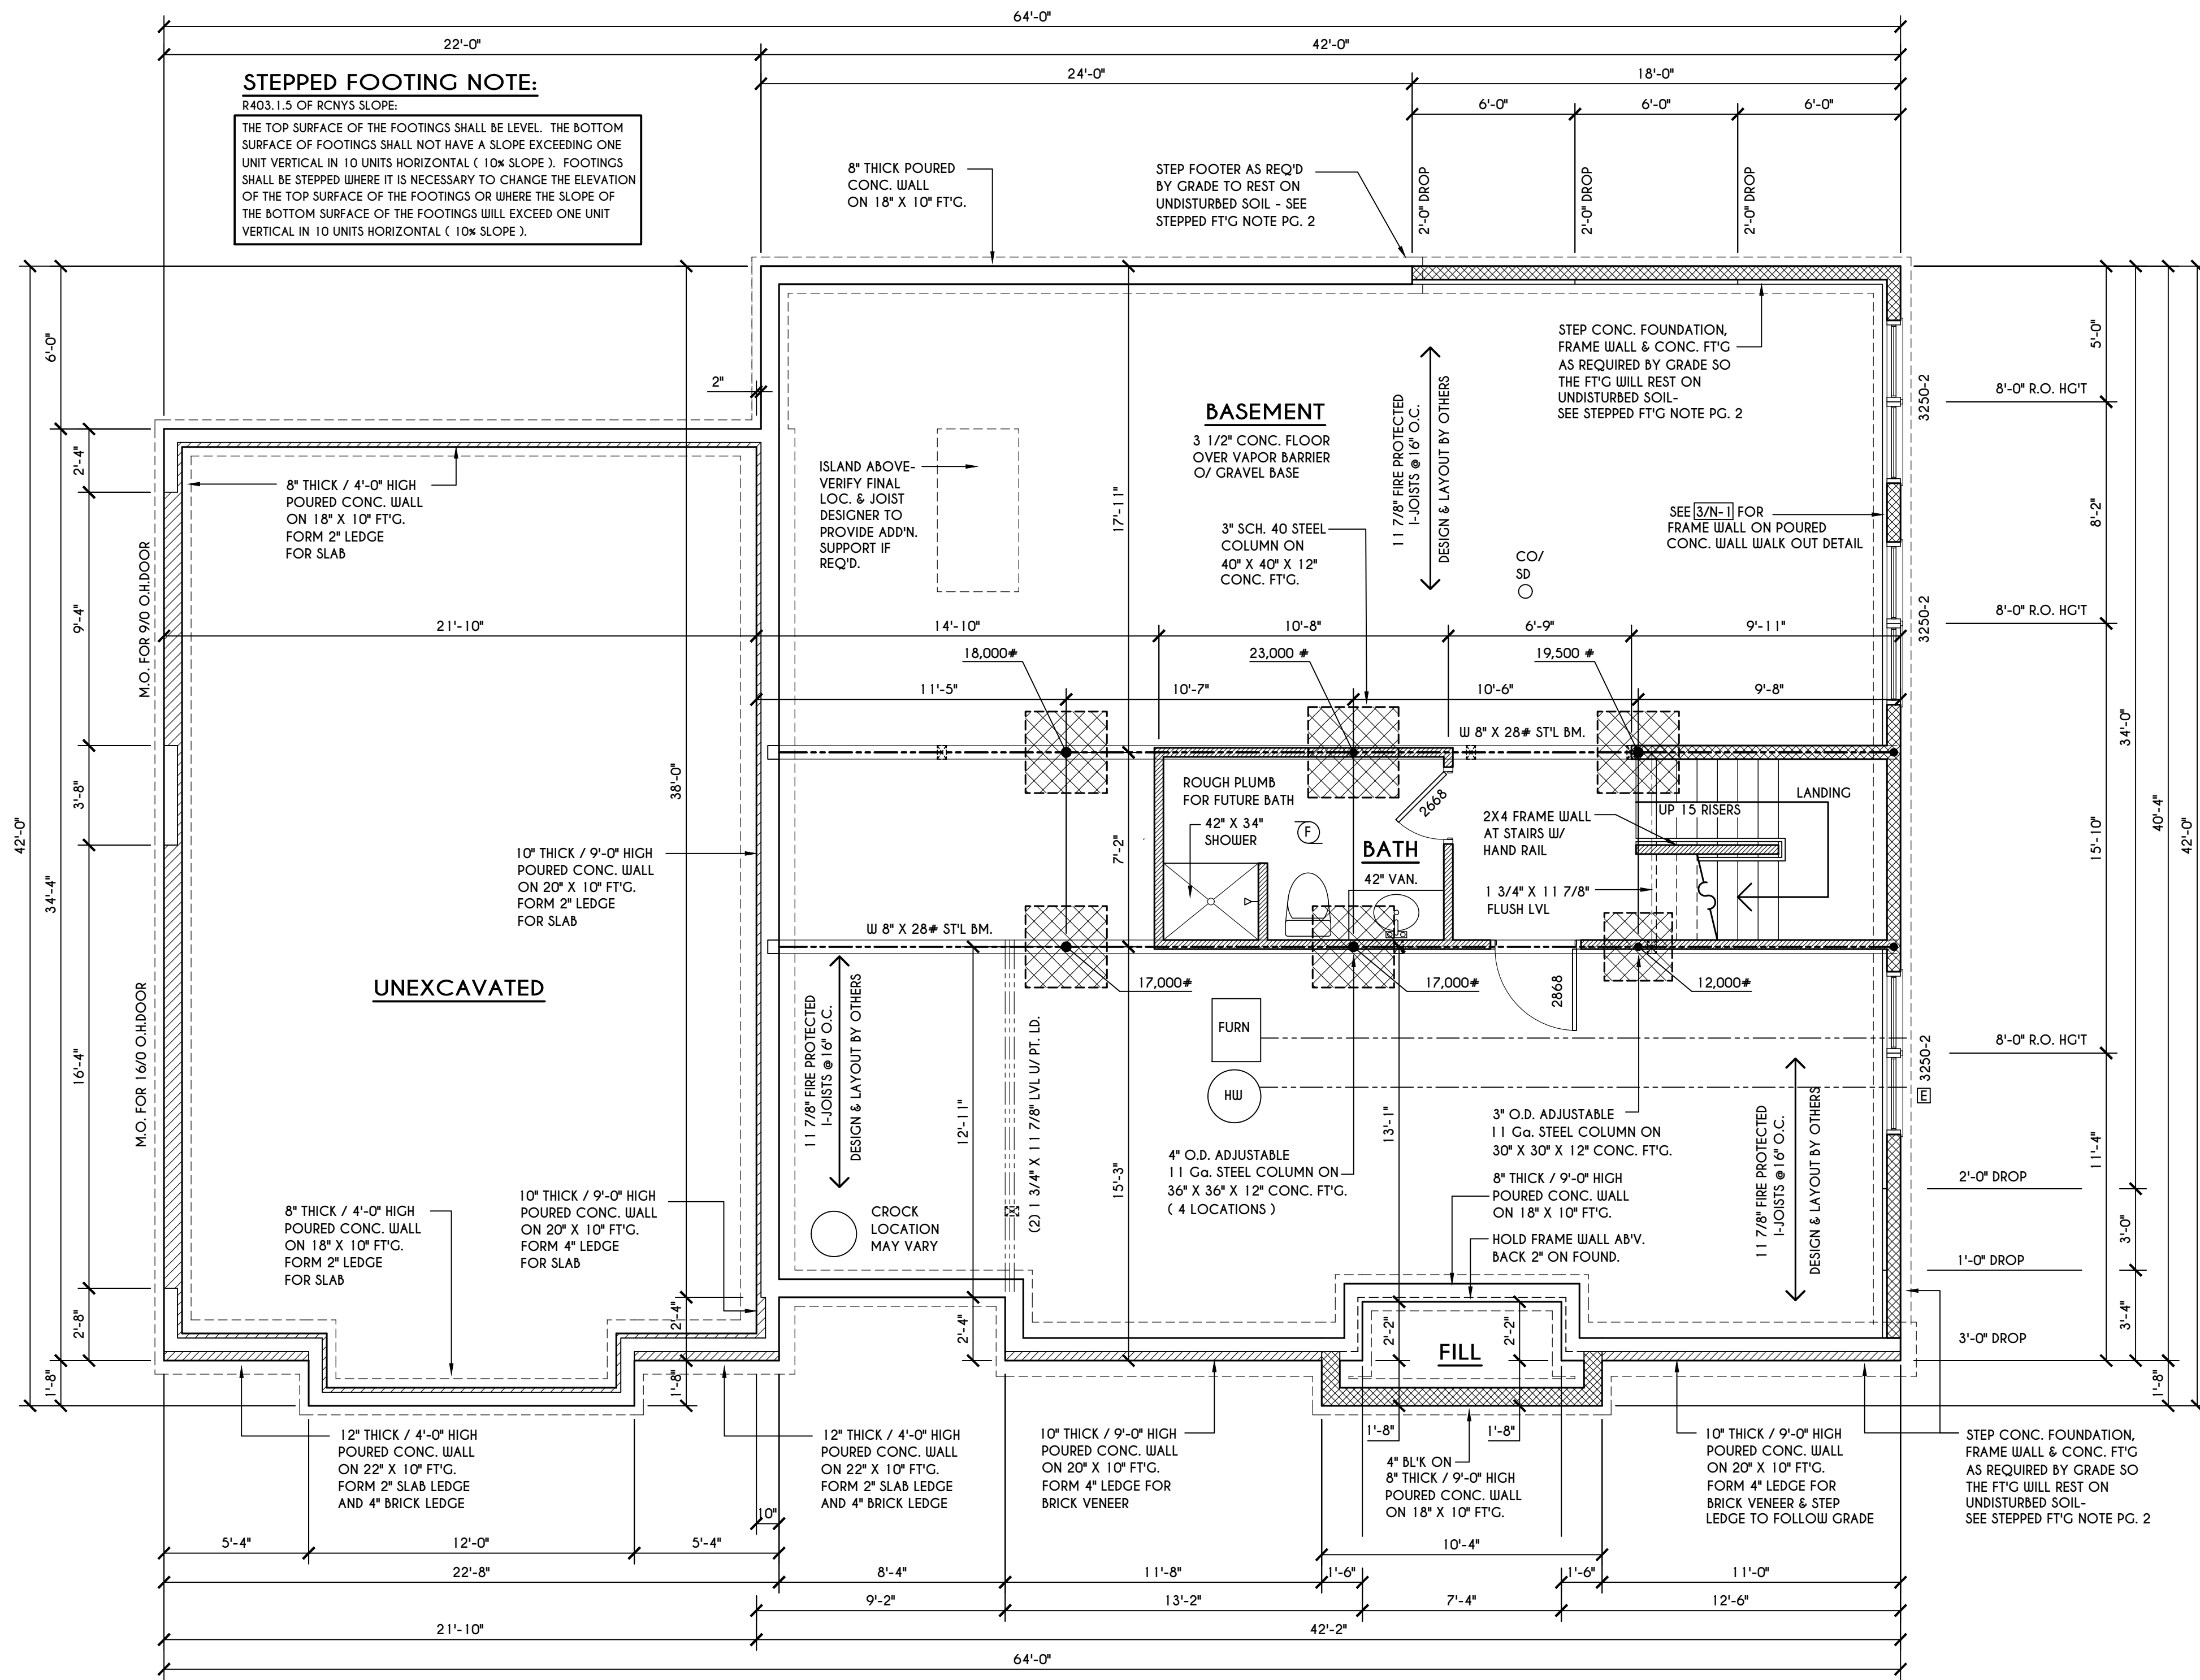 64'-0"
22'-0"
42'-0"
24'-0"
18'-0"
6'-0"
6'-0"
6'-0"
STEPPED FOOTING NOTE:
R403.1.5 OF RCNYS SLOPE:
THE TOP SURFACE OF THE FOOTINGS SHALL BE LEVEL. THE BOTTOM
SURFACE OF FOOTINGS SHALL NOT HAVE A SLOPE EXCEEDING ONE
UNIT VERTICAL IN 10 UNITS HORIZONTAL ( 10% SLOPE ). FOOTINGS
SHALL BE STEPPED WHERE IT IS NECESSARY TO CHANGE THE ELEVATION
OF THE TOP SURFACE OF THE FOOTINGS OR WHERE THE SLOPE OF
THE BOTTOM SURFACE OF THE FOOTINGS WILL EXCEED ONE UNIT
VERTICAL IN 10 UNITS HORIZONTAL ( 10% SLOPE ).
8" THICK POURED
CONC. WALL
ON 18" X 10" FT'G.
STEP FOOTER AS REQ'D
BY GRADE TO REST ON
UNDISTURBED SOIL - SEE
STEPPED FT'G NOTE PG. 2
2'-0" DROP
2'-0" DROP
2'-0" DROP
STEP CONC. FOUNDATION,
FRAME WALL & CONC. FT'G
AS REQUIRED BY GRADE SO
THE FT'G WILL REST ON
UNDISTURBED SOIL-
SEE STEPPED FT'G NOTE PG. 2
6'-0"
2"
5'-0"
3250-2
8'-0" R.O. HG'T
BASEMENT
3 1/2" CONC. FLOOR
OVER VAPOR BARRIER
O/ GRAVEL BASE
11 7/8" FIRE PROTECTED
I-JOISTS @16" O.C.
DESIGN & LAYOUT BY OTHERS
ISLAND ABOVE-
VERIFY FINAL
LOC. & JOIST
DESIGNER TO
PROVIDE ADD'N.
SUPPORT IF
REQ'D.
2'-4"
8" THICK / 4'-0" HIGH
POURED CONC. WALL
ON 18" X 10" FT'G.
FORM 2" LEDGE
FOR SLAB
17'-11"
3" SCH. 40 STEEL
COLUMN ON
40" X 40" X 12"
CONC. FT'G.
SEE 3/N-1 FOR
FRAME WALL ON POURED
CONC. WALL WALK OUT DETAIL
8'-2"
CO/
SD
M.O. FOR 9/0 O.H.DOOR
9'-4"
21'-10"
14'-10"
10'-8"
6'-9"
9'-11"
3250-2
8'-0" R.O. HG'T
18,000#
23,000 #
19,500 #
11'-5"
10'-7"
10'-6"
9'-8"
34'-0"
38'-0"
3'-8"
W 8" X 28# ST'L BM.
ROUGH PLUMB
FOR FUTURE BATH
42" X 34"
SHOWER
F
2668
BATH
42" VAN.
2X4 FRAME WALL
AT STAIRS W/
HAND RAIL
UP 15 RISERS
LANDING
1 3/4" X 11 7/8"
FLUSH LVL
7'-2"
15'-10"
40'-4"
42'-0"
42'-0"
34'-4"
10" THICK / 9'-0" HIGH
POURED CONC. WALL
ON 20" X 10" FT'G.
FORM 2" LEDGE
FOR SLAB
W 8" X 28# ST'L BM.
UNEXCAVATED
17,000#
17,000#
12,000#
2868
M.O. FOR 16/0 O.H.DOOR
16'-4"
11 7/8" FIRE PROTECTED
I-JOISTS @16" O.C.
DESIGN & LAYOUT BY OTHERS
12'-11"
(2) 1 3/4" X 11 7/8" LVL U/ PT. LD.
15'-3"
FURN
HW
13'-1"
8'-0" R.O. HG'T
3250-2
E
11'-4"
4" O.D. ADJUSTABLE
11 Ga. STEEL COLUMN ON
36" X 36" X 12" CONC. FT'G.
( 4 LOCATIONS )
3" O.D. ADJUSTABLE
11 Ga. STEEL COLUMN ON
30" X 30" X 12" CONC. FT'G.
8" THICK / 9'-0" HIGH
POURED CONC. WALL
ON 18" X 10" FT'G.
HOLD FRAME WALL AB'V.
BACK 2" ON FOUND.
11 7/8" FIRE PROTECTED
I-JOISTS @16" O.C.
DESIGN & LAYOUT BY OTHERS
2'-0" DROP
3'-0"
1'-0" DROP
3'-4"
3'-0" DROP
1'-8"
8" THICK / 4'-0" HIGH
POURED CONC. WALL
ON 18" X 10" FT'G.
FORM 2" LEDGE
FOR SLAB
10" THICK / 9'-0" HIGH
POURED CONC. WALL
ON 20" X 10" FT'G.
FORM 4" LEDGE
FOR SLAB
CROCK
LOCATION
MAY VARY
2'-8"
1'-8"
2'-4"
1'-8"
2'-4"
2'-2"
FILL
2'-2"
1'-8"
1'-8"
12" THICK / 4'-0" HIGH
POURED CONC. WALL
ON 22" X 10" FT'G.
FORM 2" SLAB LEDGE
AND 4" BRICK LEDGE
12" THICK / 4'-0" HIGH
POURED CONC. WALL
ON 22" X 10" FT'G.
FORM 2" SLAB LEDGE
AND 4" BRICK LEDGE
10" THICK / 9'-0" HIGH
POURED CONC. WALL
ON 20" X 10" FT'G.
FORM 4" LEDGE FOR
BRICK VENEER
4" BL'K ON
8" THICK / 9'-0" HIGH
POURED CONC. WALL
ON 18" X 10" FT'G.
10" THICK / 9'-0" HIGH
POURED CONC. WALL
ON 20" X 10" FT'G.
FORM 4" LEDGE FOR
BRICK VENEER & STEP
LEDGE TO FOLLOW GRADE
STEP CONC. FOUNDATION,
FRAME WALL & CONC. FT'G
AS REQUIRED BY GRADE SO
THE FT'G WILL REST ON
UNDISTURBED SOIL-
SEE STEPPED FT'G NOTE PG. 2
10"
5'-4"
12'-0"
5'-4"
10'-4"
22'-8"
8'-4"
11'-8"
1'-6"
1'-6"
11'-0"
9'-2"
13'-2"
7'-4"
12'-6"
21'-10"
42'-2"
64'-0"